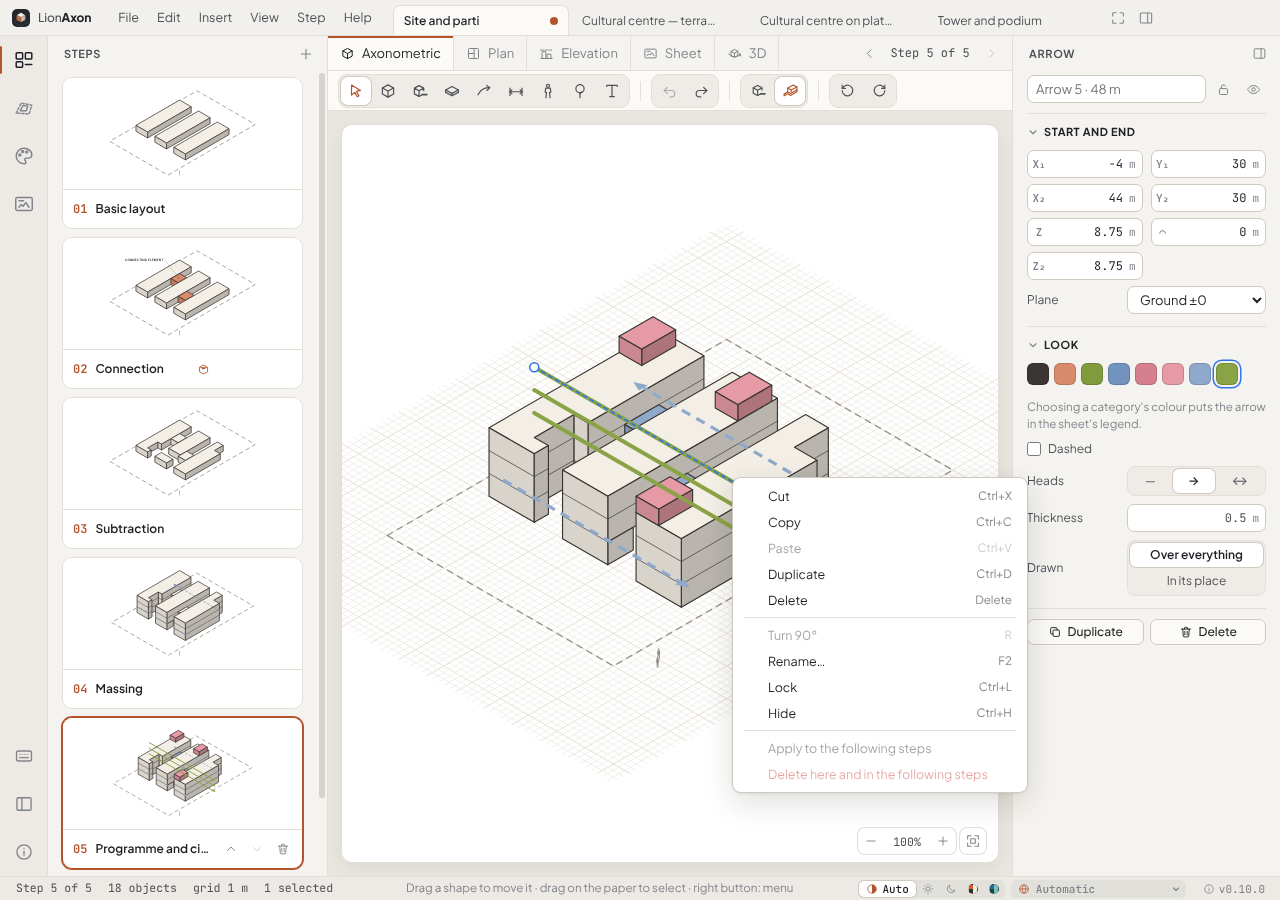 LionAxon
File
Edit
Insert
View
Step
Help
Site and parti
Cultural centre — terra…
Cultural centre on plat…
Tower and podium
STEPS
01 Basic layout
CONNECTING ELEMENT
02 Connection
03 Subtraction
04 Massing
05 Programme and ci…
Axonometric
Plan
Elevation
Sheet
3D
Step 5 of 5
100%
Cut Ctrl+X
Copy Ctrl+C
Paste Ctrl+V
Duplicate Ctrl+D
Delete Delete
Turn 90° R
Rename… F2
Lock Ctrl+L
Hide Ctrl+H
Apply to the following steps
Delete here and in the following steps
ARROW
Arrow 5 · 48 m
START AND END
X₁ -4 m
Y₁ 30 m
X₂ 44 m
Y₂ 30 m
Z 8.75 m
0 m
Z₂ 8.75 m
Plane Ground ±0
LOOK
Choosing a category's colour puts the arrow
in the sheet's legend.
Dashed
Heads
Thickness 0.5 m
Drawn
Over everything
In its place
Duplicate
Delete
Step 5 of 5
18 objects
grid 1 m
1 selected
Drag a shape to move it · drag on the paper to select · right button: menu
Auto
Automatic
v0.10.0